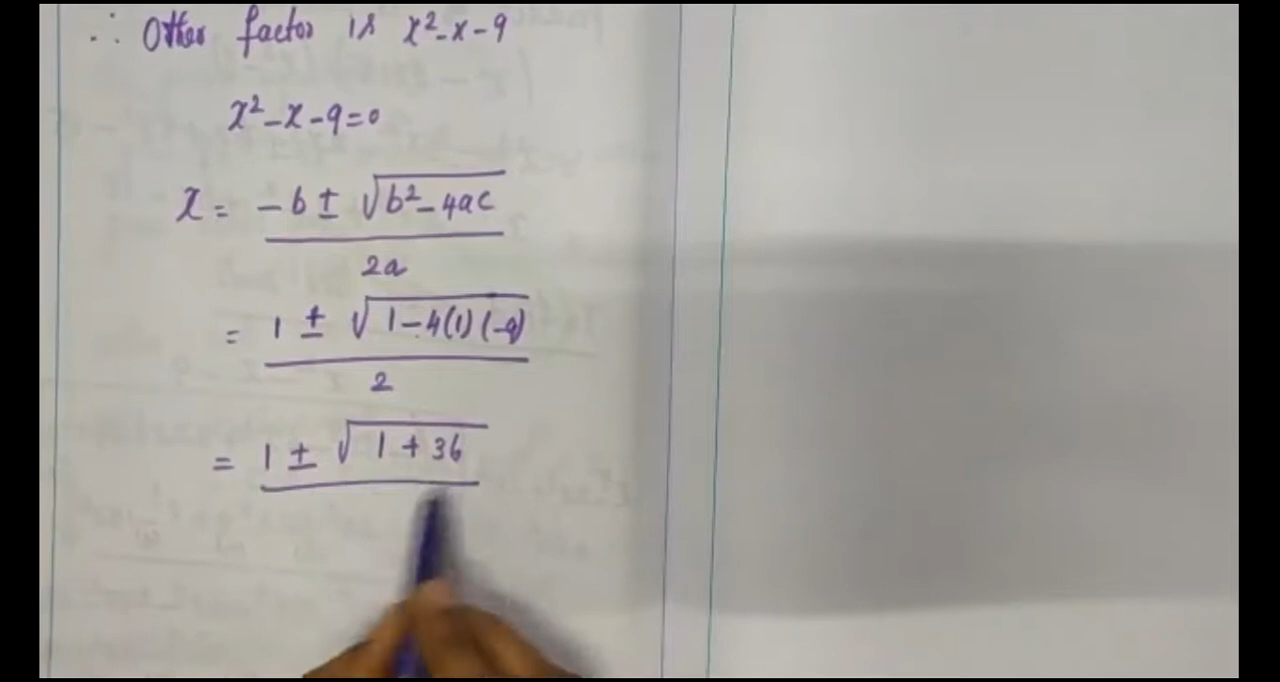 ∴ Other factor is x²-x-9
x²-x-9=0
x = -b ± √b²-4ac
2a
= 1 ± √1-4(1)(-9)
2
= 1 ± √1+36